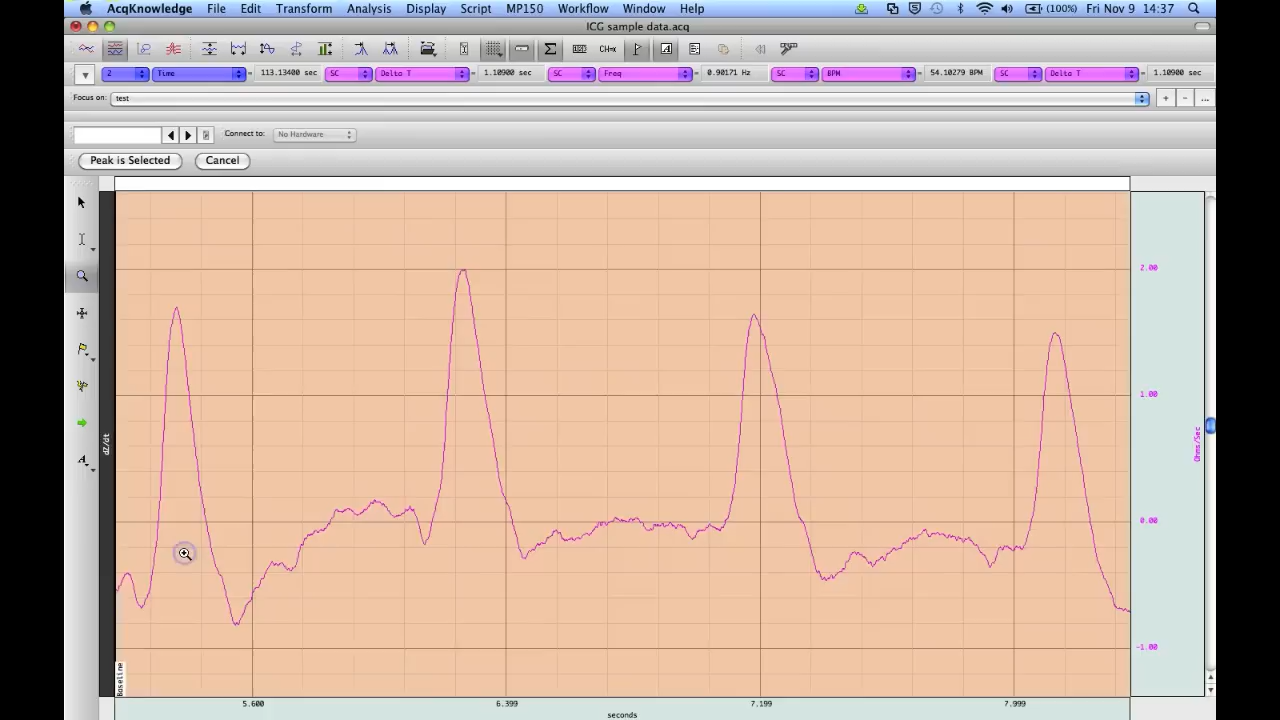 AcqKnowledge File Edit Transform Analysis Display Script MP150 Workflow Window Help (100%) Fri Nov 9 14:37
ICG sample data.acq
CH×
2 Time = 113.13400 sec SC Delta T = 1.10900 sec SC Freq = 0.90171 Hz SC BPM = 54.10279 BPM SC Delta T = 1.10900 sec
Focus on: test + - ...
Connect to: No Hardware
Peak is Selected Cancel
dZ/dt
Baseline
2.00
1.00
0.00
-1.00
Ohms/Sec
5.600 6.399 7.199 7.999
seconds